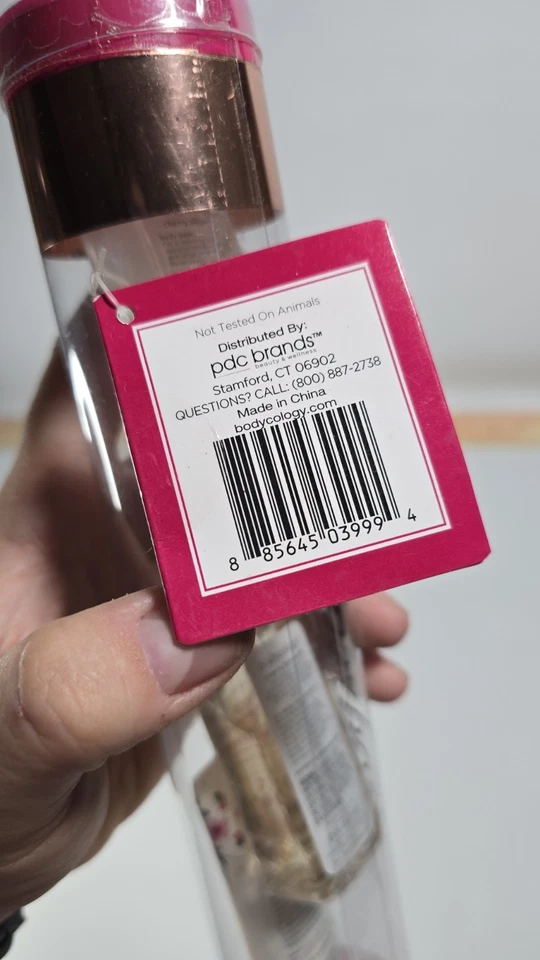 Not Tested On Animals
Distributed By:
pdc brands™
beauty & wellness
Stamford, CT 06902
QUESTIONS? CALL: (800) 887-2738
Made in China
bodycology.com
8 85645 03999 4